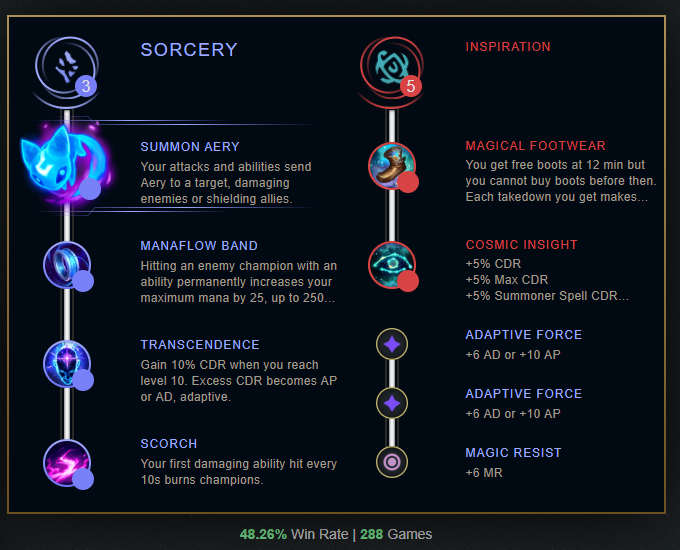 SORCERY
3
SUMMON AERY
Your attacks and abilities send
Aery to a target, damaging
enemies or shielding allies.
MANAFLOW BAND
Hitting an enemy champion with an
ability permanently increases your
maximum mana by 25, up to 250...
TRANSCENDENCE
Gain 10% CDR when you reach
level 10. Excess CDR becomes AP
or AD, adaptive.
SCORCH
Your first damaging ability hit every
10s burns champions.
INSPIRATION
5
MAGICAL FOOTWEAR
You get free boots at 12 min but
you cannot buy boots before then.
Each takedown you get makes...
COSMIC INSIGHT
+5% CDR
+5% Max CDR
+5% Summoner Spell CDR...
ADAPTIVE FORCE
+6 AD or +10 AP
ADAPTIVE FORCE
+6 AD or +10 AP
MAGIC RESIST
+6 MR
48.26% Win Rate | 288 Games